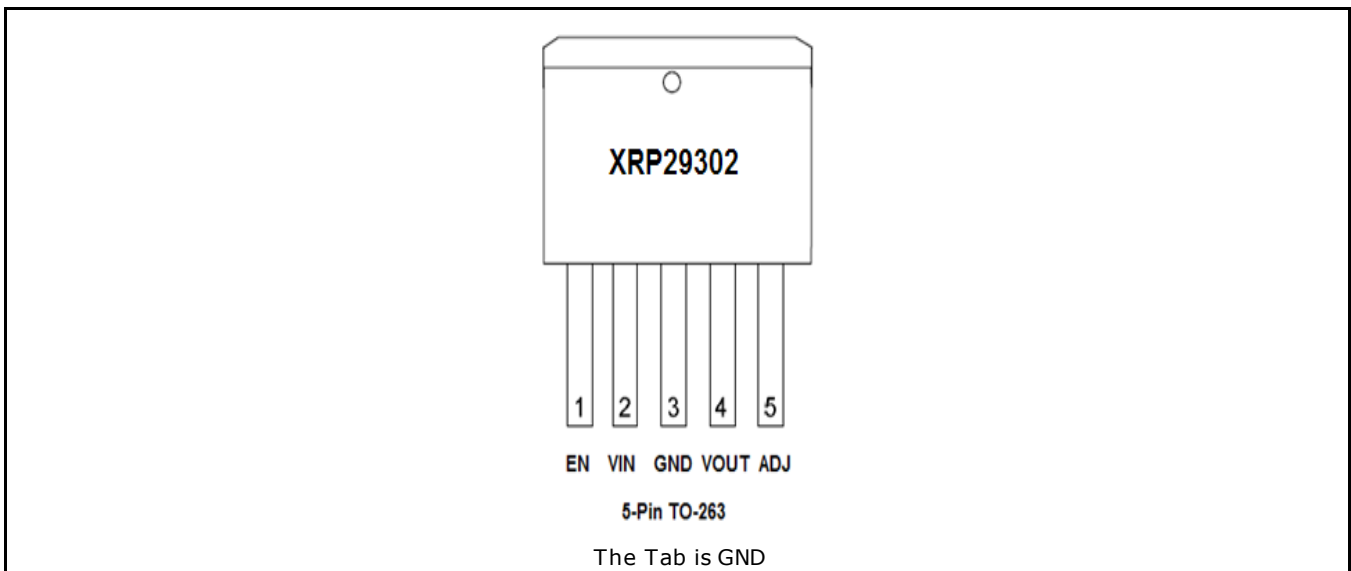 XRP29302
1 2 3 4 5
EN VIN GND VOUT ADJ
5-Pin TO-263
The Tab is GND